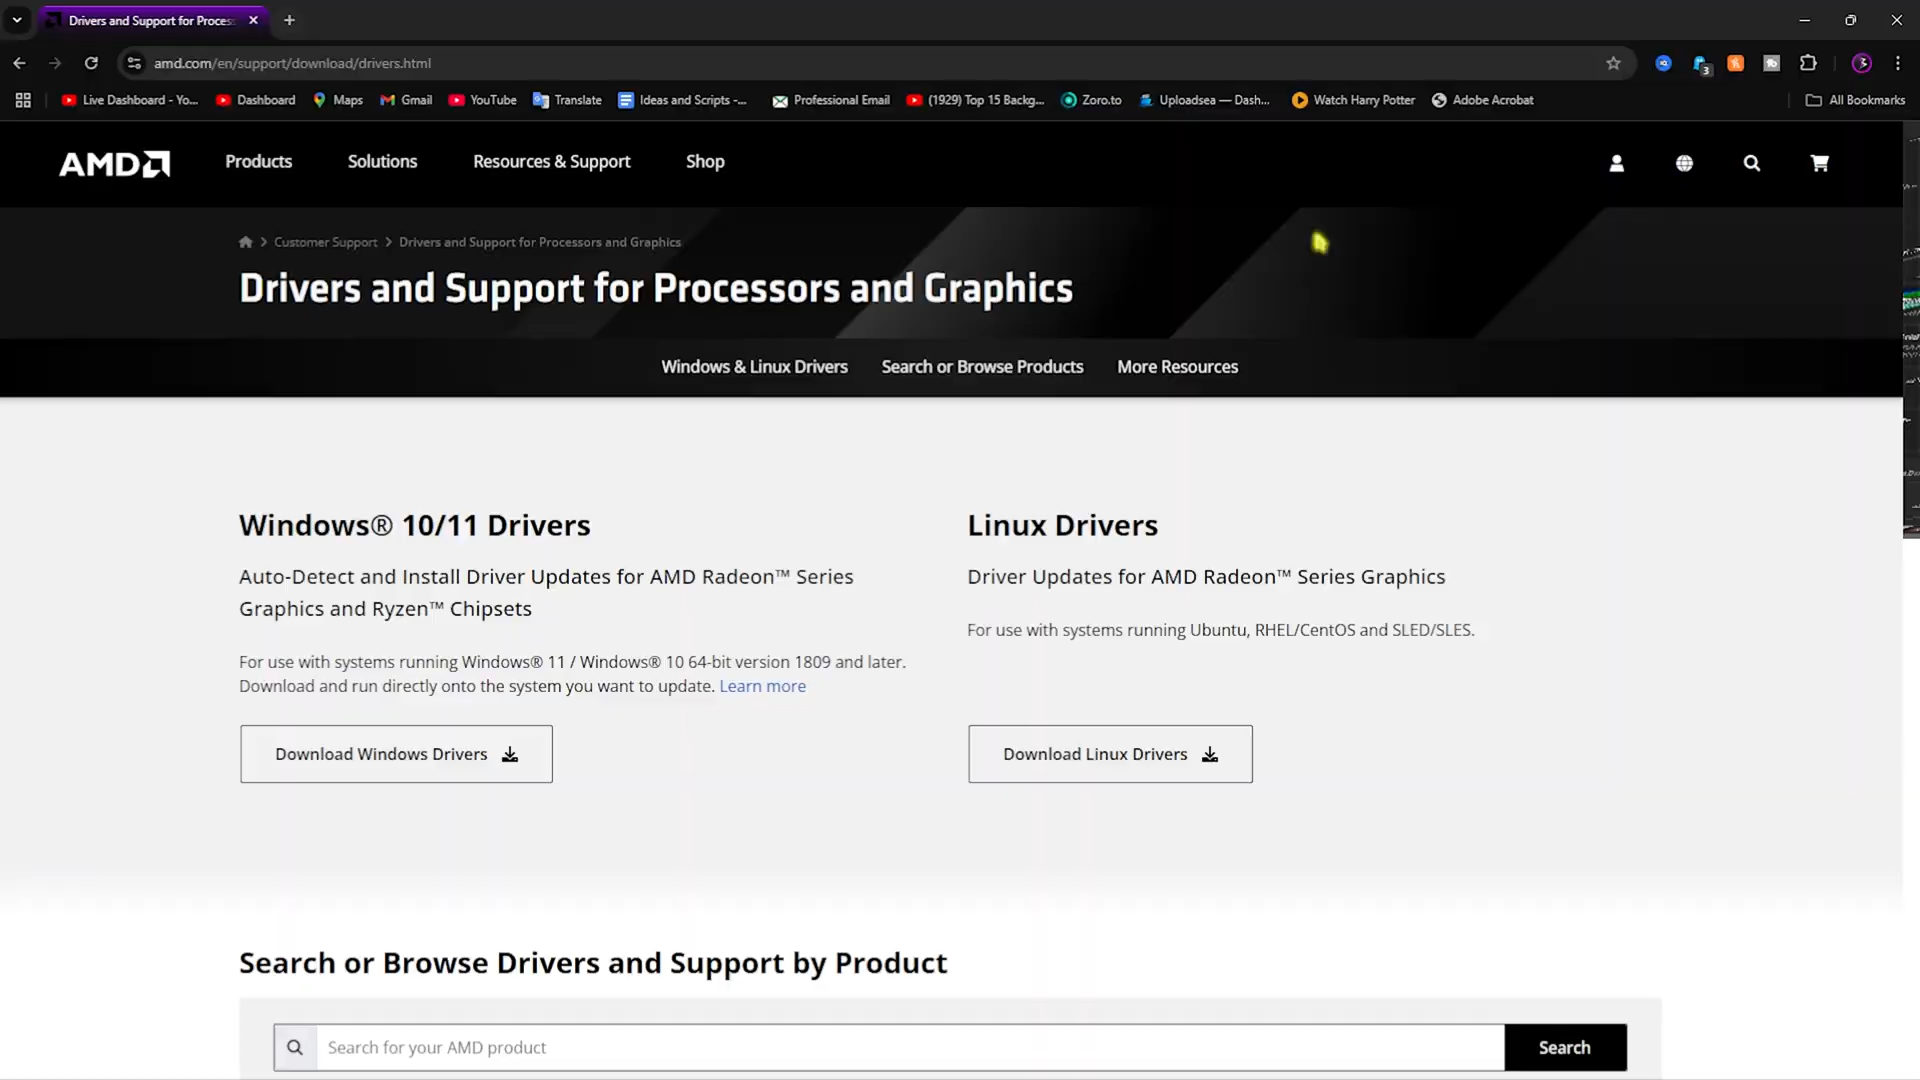 Drivers and Support for Proces
amd.com/en/support/download/drivers.html
3
Live Dashboard - Yo...
Dashboard
Maps
Gmail
YouTube
Translate
Ideas and Scripts -...
Professional Email
(1929) Top 15 Backg...
Zoro.to
Uploadsea — Dash...
Watch Harry Potter
Adobe Acrobat
All Bookmarks
AMD
Products
Solutions
Resources & Support
Shop
Customer Support
Drivers and Support for Processors and Graphics
Drivers and Support for Processors and Graphics
Windows & Linux Drivers
Search or Browse Products
More Resources
Windows® 10/11 Drivers
Auto-Detect and Install Driver Updates for AMD Radeon™ Series
Graphics and Ryzen™ Chipsets
For use with systems running Windows® 11 / Windows® 10 64-bit version 1809 and later.
Download and run directly onto the system you want to update. Learn more
Download Windows Drivers
Linux Drivers
Driver Updates for AMD Radeon™ Series Graphics
For use with systems running Ubuntu, RHEL/CentOS and SLED/SLES.
Download Linux Drivers
Search or Browse Drivers and Support by Product
Search for your AMD product
Search